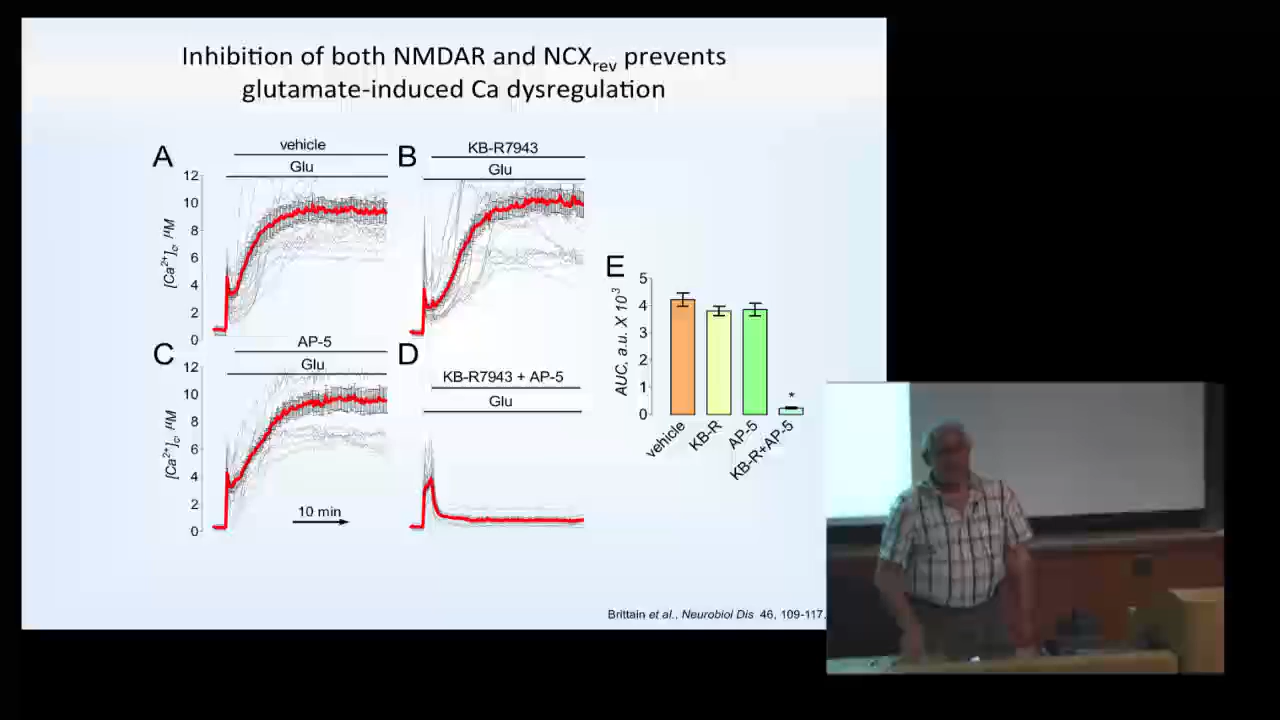 Inhibition of both NMDAR and NCXrev prevents
glutamate-induced Ca dysregulation
A
vehicle
Glu
12
10
8
6
4
2
0
[Ca2+]c, µM
B
KB-R7943
Glu
C
AP-5
Glu
12
10
8
6
4
2
0
[Ca2+]c, µM
10 min
D
KB-R7943 + AP-5
Glu
E
5
4
3
2
1
0
AUC, a.u. X 10³
*
vehicle
KB-R
AP-5
KB-R+AP-5
Brittain et al., Neurobiol Dis 46, 109-117,